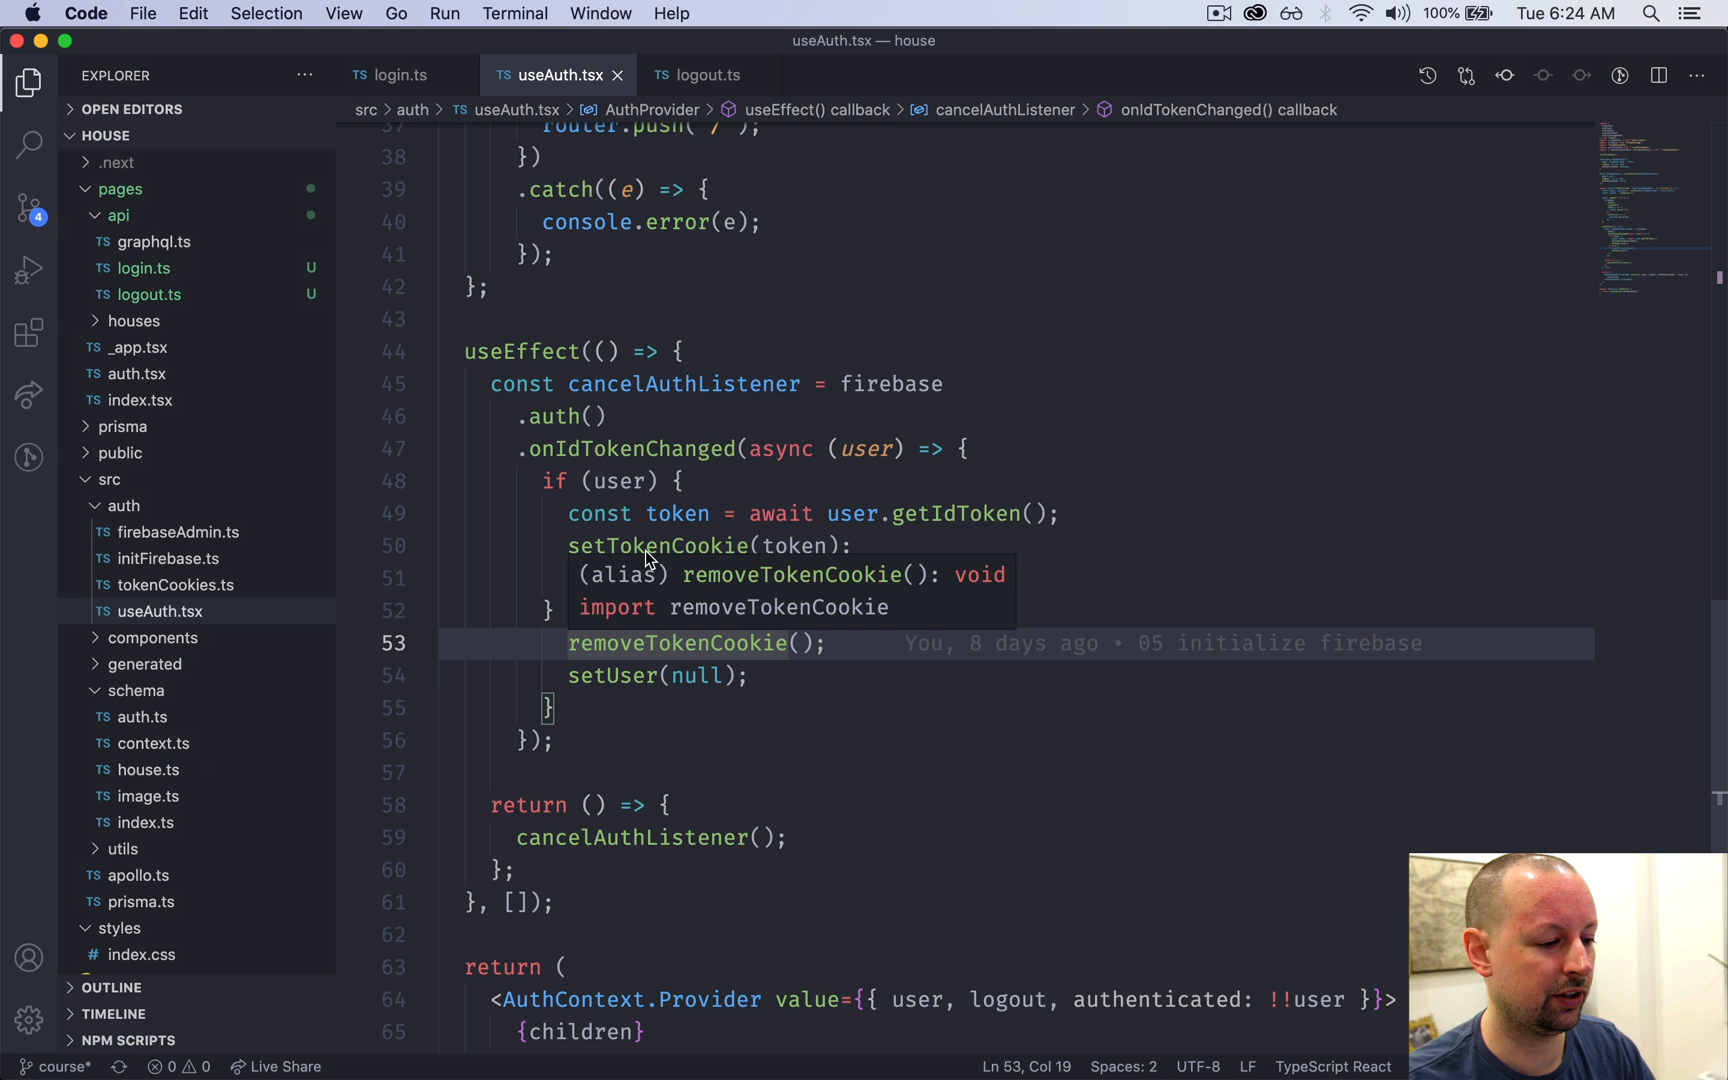 Code File Edit Selection View Go Run Terminal Window Help 100% Tue 6:24 AM
useAuth.tsx — house
EXPLORER ···
TS login.ts TS useAuth.tsx × TS logout.ts
src > auth > TS useAuth.tsx > AuthProvider > useEffect() callback > cancelAuthListener > onIdTokenChanged() callback
> OPEN EDITORS
HOUSE
> .next
pages
api
TS graphql.ts
TS login.ts U
TS logout.ts U
> houses
TS _app.tsx
TS auth.tsx
TS index.tsx
> prisma
> public
src
auth
TS firebaseAdmin.ts
TS initFirebase.ts
TS tokenCookies.ts
TS useAuth.tsx
> components
> generated
schema
TS auth.ts
TS context.ts
TS house.ts
TS image.ts
TS index.ts
> utils
TS apollo.ts
TS prisma.ts
styles
# index.css
> OUTLINE
> TIMELINE
> NPM SCRIPTS
4
37 router.push("/");
38 })
39 .catch((e) => {
40 console.error(e);
41 });
42 };
43
44 useEffect(() => {
45 const cancelAuthListener = firebase
46 .auth()
47 .onIdTokenChanged(async (user) => {
48 if (user) {
49 const token = await user.getIdToken();
50 setTokenCookie(token);
51
(alias) removeTokenCookie(): void
import removeTokenCookie
52 }
53 removeTokenCookie(); You, 8 days ago • 05 initialize firebase
54 setUser(null);
55 }
56 });
57
58 return () => {
59 cancelAuthListener();
60 };
61 }, []);
62
63 return (
64 <AuthContext.Provider value={{ user, logout, authenticated: !!user }}>
65 {children}
course* 0 0 Live Share Ln 53, Col 19 Spaces: 2 UTF-8 LF TypeScript React